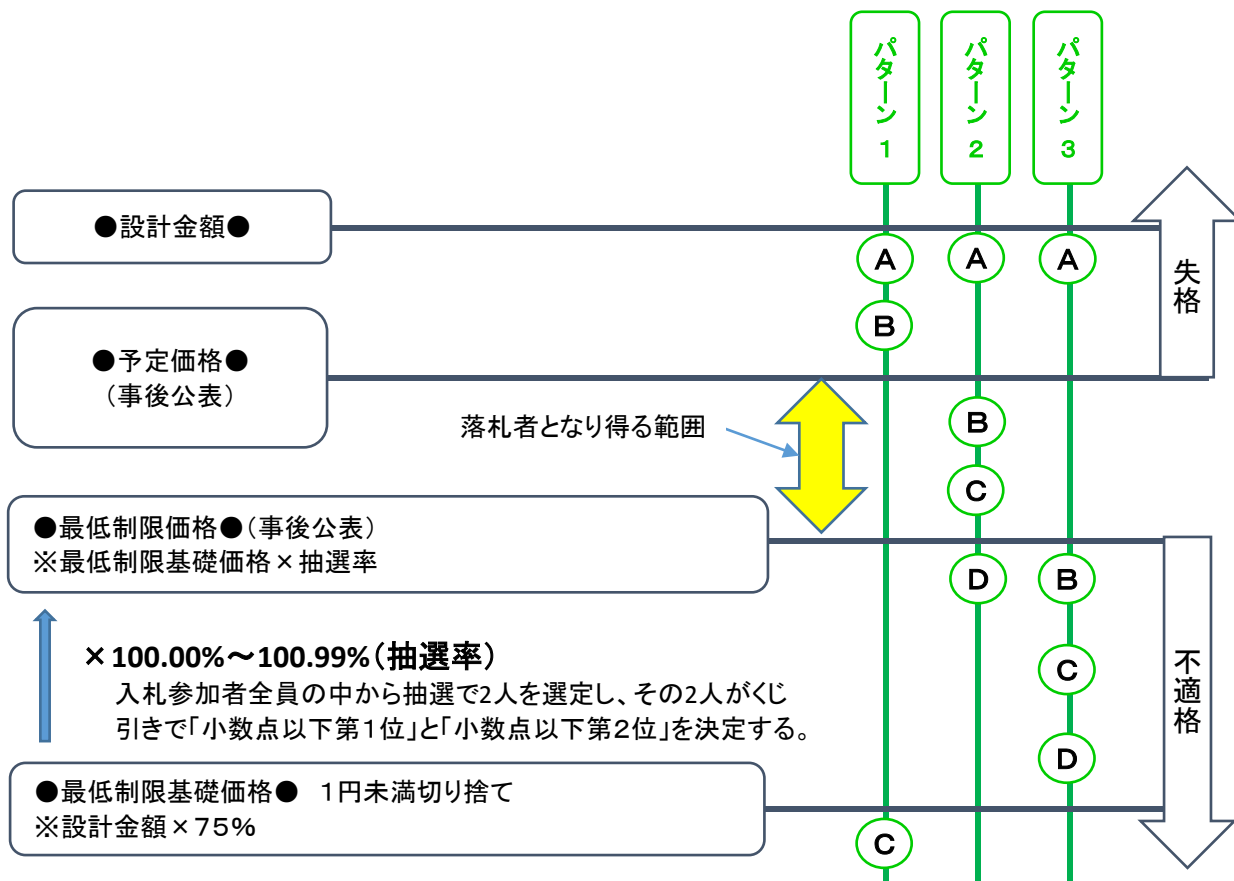 パターン1
パターン2
パターン3
●設計金額●
A
A
A
失格
B
●予定価格●
(事後公表)
落札者となり得る範囲
B
C
●最低制限価格●(事後公表)
※最低制限基礎価格×抽選率
D
B
×100.00%～100.99%(抽選率)
入札参加者全員の中から抽選で2人を選定し、その2人がくじ
引きで「小数点以下第1位」と「小数点以下第2位」を決定する。
C
不適格
D
●最低制限基礎価格● 1円未満切り捨て
※設計金額×75%
C